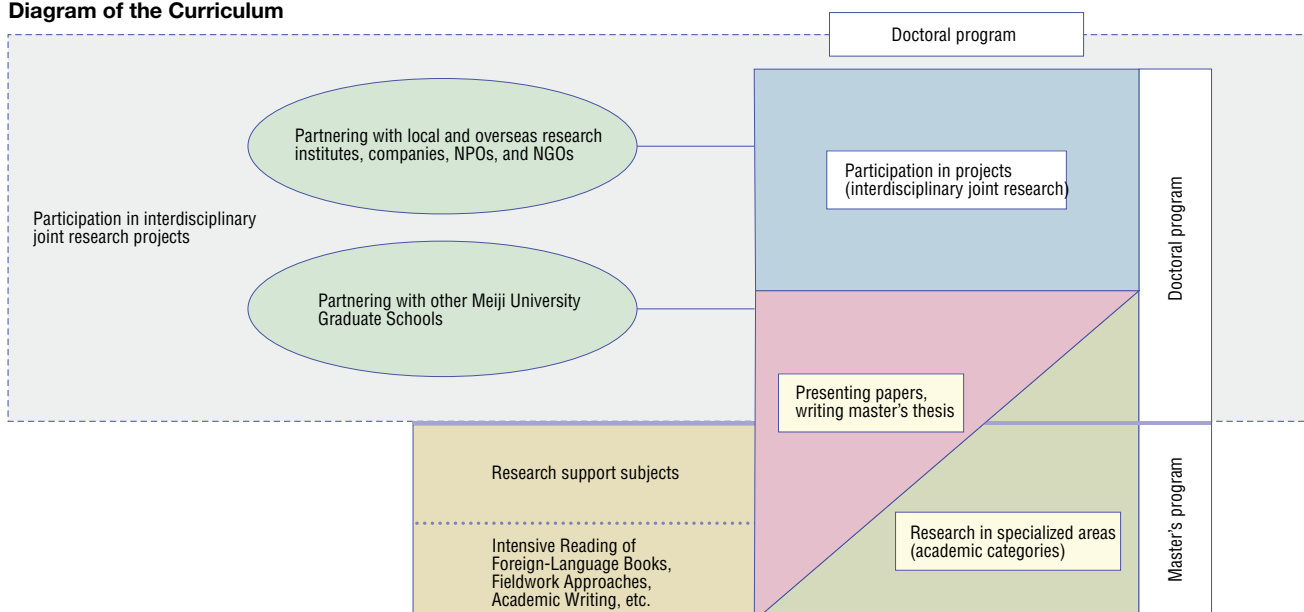 Diagram of the Curriculum
Doctoral program
Partnering with local and overseas research
institutes, companies, NPOs, and NGOs
Participation in projects
(interdisciplinary joint research)
Doctoral program
Participation in interdisciplinary
joint research projects
Partnering with other Meiji University
Graduate Schools
Presenting papers,
writing master’s thesis
Research support subjects
Research in specialized areas
(academic categories)
Master’s program
Intensive Reading of
Foreign-Language Books,
Fieldwork Approaches,
Academic Writing, etc.